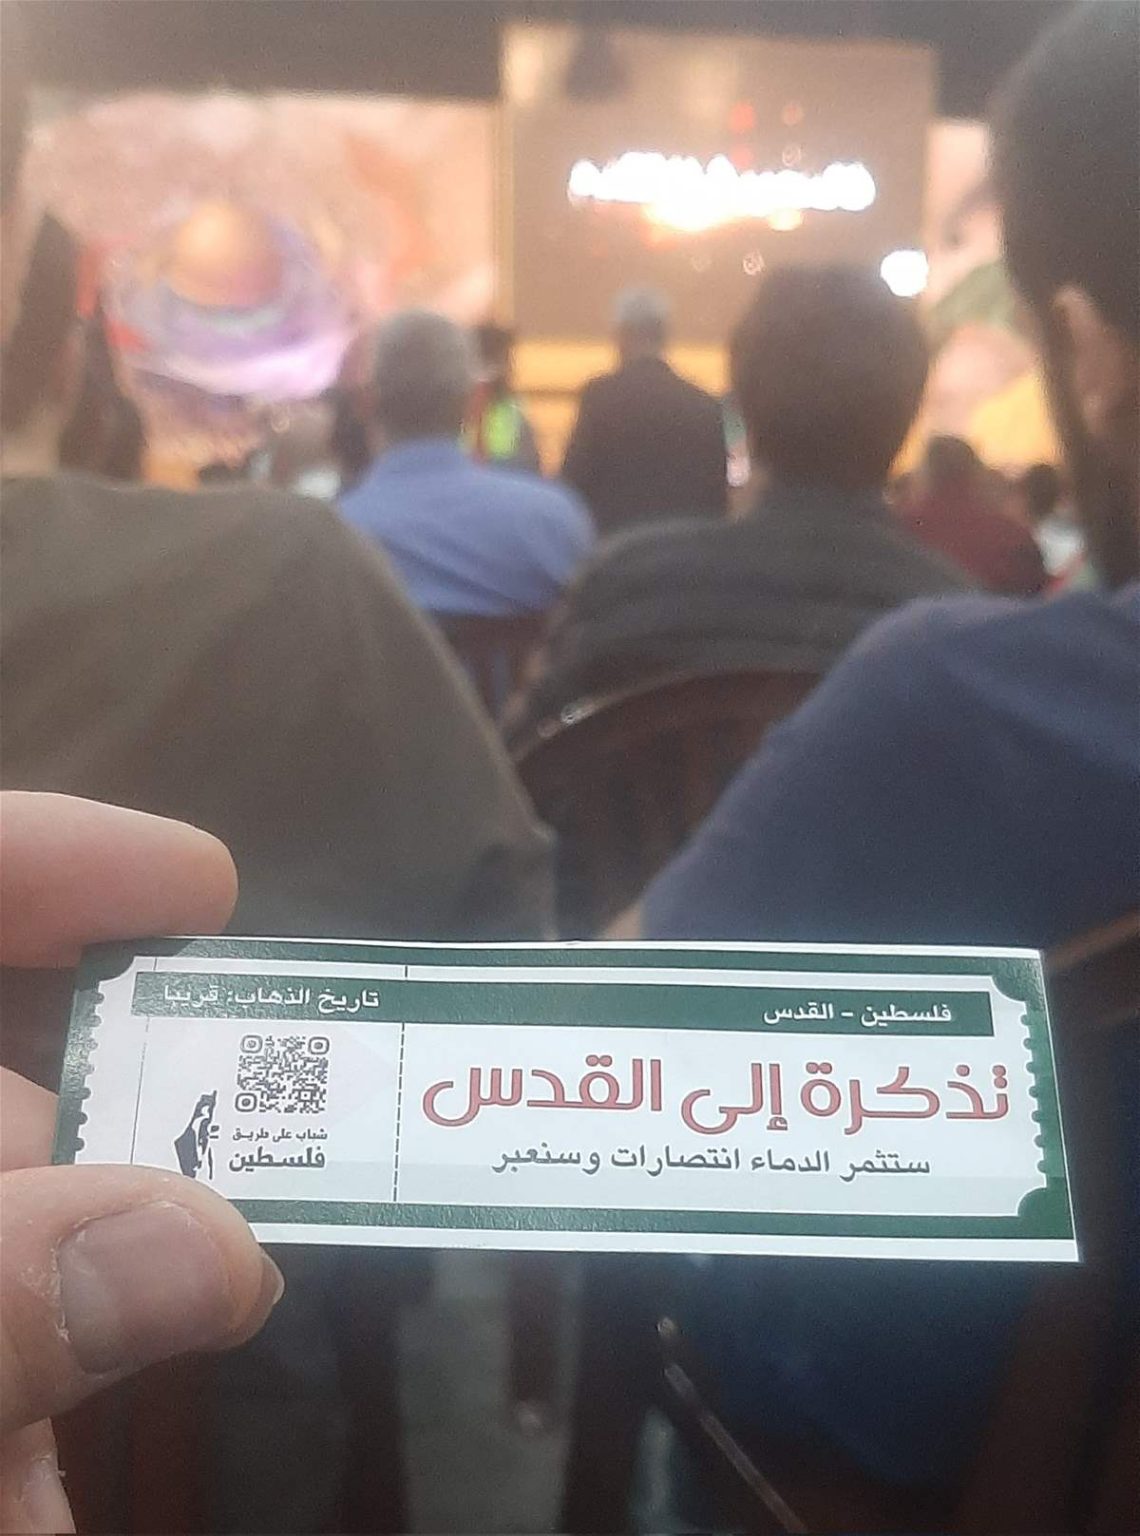 فلسطين - القدس
تاريخ الذهاب: قريبا
تذكرة إلى القدس
ستثمر الدماء انتصارات وسنعبر
شباب على طريق
فلسطين